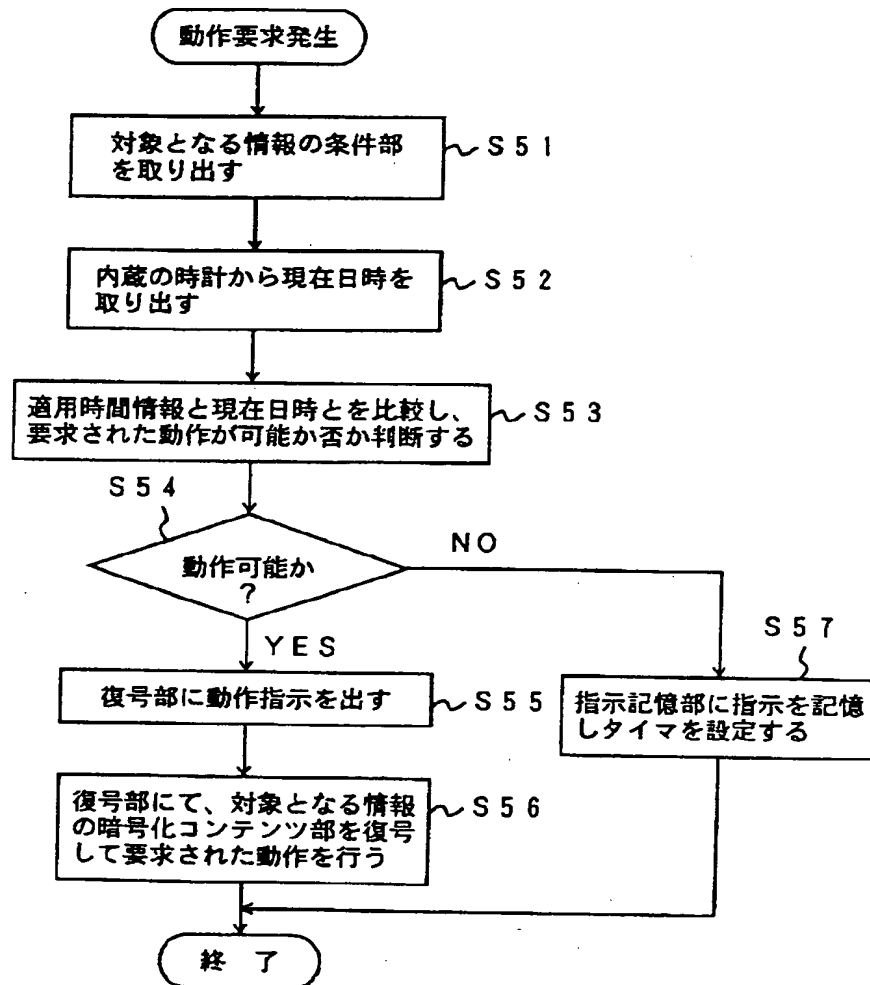 動作要求発生
対象となる情報の条件部
を取り出す
S51
内蔵の時計から現在日時を
取り出す
S52
適用時間情報と現在日時とを比較し、
要求された動作が可能か否か判断する
S53
S54
動作可能か
?
NO
YES
復号部に動作指示を出す
S55
S57
指示記憶部に指示を記憶
しタイマを設定する
復号部にて、対象となる情報
の暗号化コンテンツ部を復号
して要求された動作を行う
S56
終了